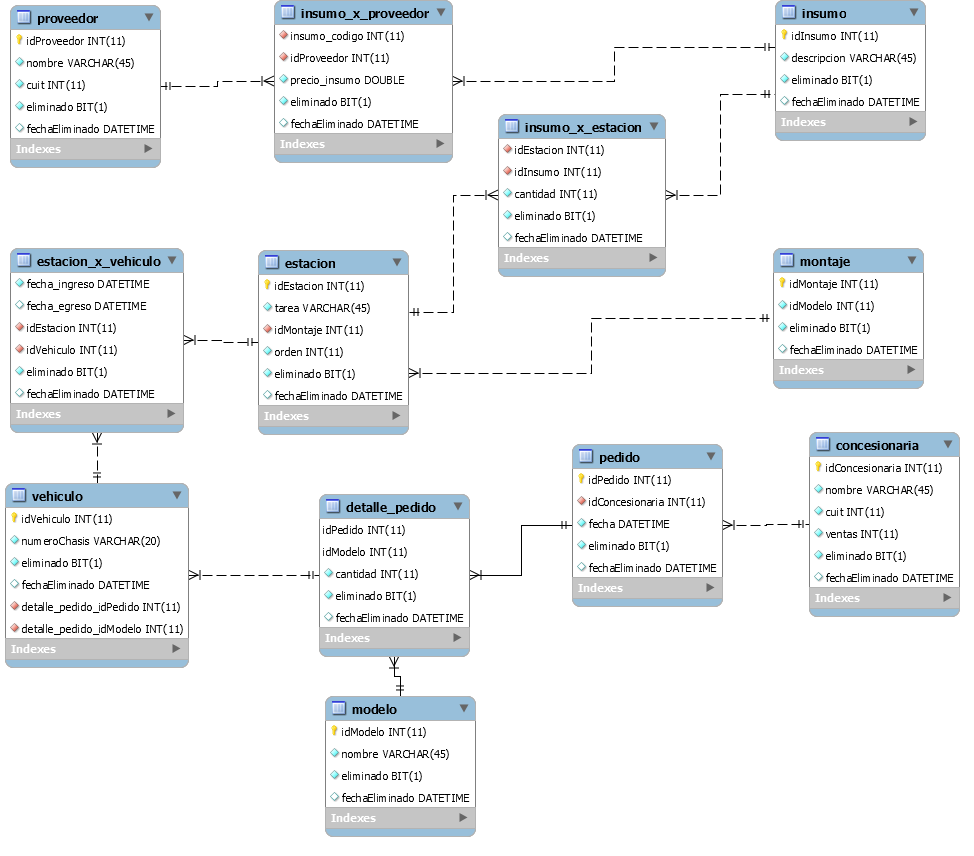 proveedor
idProveedor INT(11)
nombre VARCHAR(45)
cuit INT(11)
eliminado BIT(1)
fechaEliminado DATETIME
Indexes
insumo_x_proveedor
insumo_codigo INT(11)
idProveedor INT(11)
precio_insumo DOUBLE
eliminado BIT(1)
fechaEliminado DATETIME
Indexes
insumo
idInsumo INT(11)
descripcion VARCHAR(45)
eliminado BIT(1)
fechaEliminado DATETIME
Indexes
insumo_x_estacion
idEstacion INT(11)
idInsumo INT(11)
cantidad INT(11)
eliminado BIT(1)
fechaEliminado DATETIME
Indexes
estacion_x_vehiculo
fecha_ingreso DATETIME
fecha_egreso DATETIME
idEstacion INT(11)
idVehiculo INT(11)
eliminado BIT(1)
fechaEliminado DATETIME
Indexes
estacion
idEstacion INT(11)
tarea VARCHAR(45)
idMontaje INT(11)
orden INT(11)
eliminado BIT(1)
fechaEliminado DATETIME
Indexes
montaje
idMontaje INT(11)
idModelo INT(11)
eliminado BIT(1)
fechaEliminado DATETIME
Indexes
vehiculo
idVehiculo INT(11)
numeroChasis VARCHAR(20)
eliminado BIT(1)
fechaEliminado DATETIME
detalle_pedido_idPedido INT(11)
detalle_pedido_idModelo INT(11)
Indexes
detalle_pedido
idPedido INT(11)
idModelo INT(11)
cantidad INT(11)
eliminado BIT(1)
fechaEliminado DATETIME
Indexes
pedido
idPedido INT(11)
idConcesionaria INT(11)
fecha DATETIME
eliminado BIT(1)
fechaEliminado DATETIME
Indexes
concesionaria
idConcesionaria INT(11)
nombre VARCHAR(45)
cuit INT(11)
ventas INT(11)
eliminado BIT(1)
fechaEliminado DATETIME
Indexes
modelo
idModelo INT(11)
nombre VARCHAR(45)
eliminado BIT(1)
fechaEliminado DATETIME
Indexes